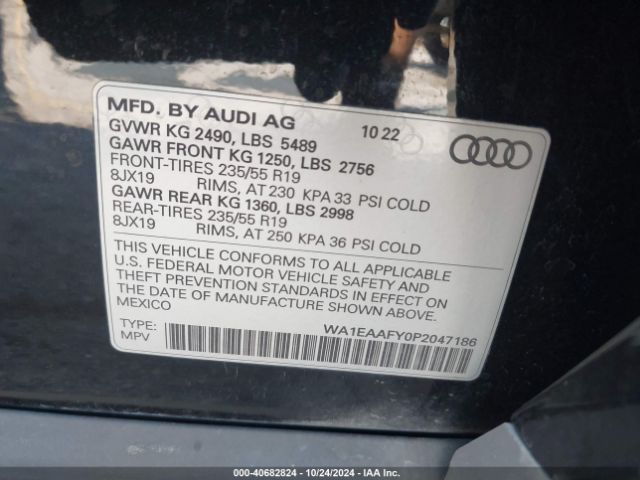 MFD. BY AUDI AG 10 22
GVWR KG 2490, LBS 5489
GAWR FRONT KG 1250, LBS 2756
FRONT-TIRES 235/55 R19
8JX19 RIMS, AT 230 KPA 33 PSI COLD
GAWR REAR KG 1360, LBS 2998
REAR-TIRES 235/55 R19
8JX19 RIMS, AT 250 KPA 36 PSI COLD
THIS VEHICLE CONFORMS TO ALL APPLICABLE
U.S. FEDERAL MOTOR VEHICLE SAFETY AND
THEFT PREVENTION STANDARDS IN EFFECT ON
THE DATE OF MANUFACTURE SHOWN ABOVE.
MEXICO
WA1EAAFY0P2047186
TYPE:
MPV
000-40682824 - 10/24/2024 - IAAI.COM